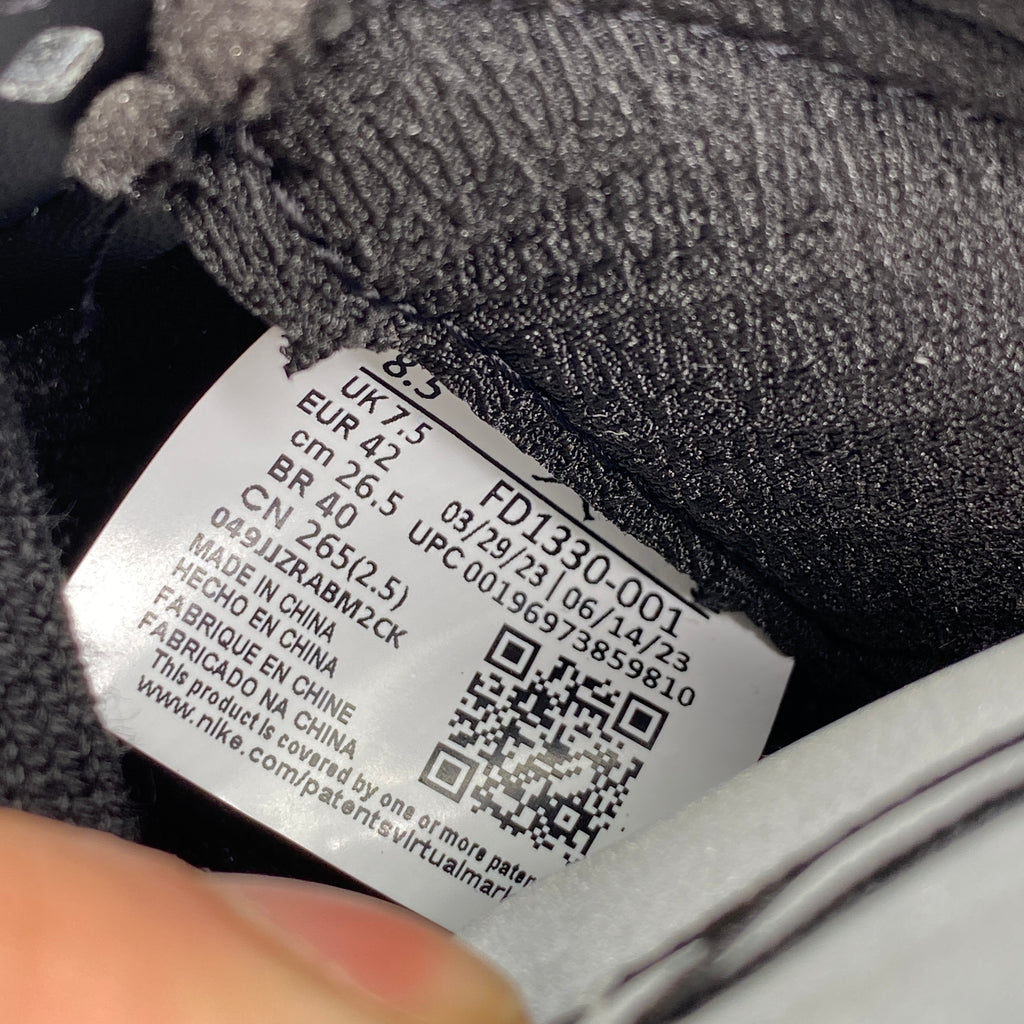 8.5
UK 7.5
EUR 42
cm 26.5
BR 40
CN 265(2.5)
049JJZRABM2CK
MADE IN CHINA
HECHO EN CHINA
FABRIQUE EN CHINE
FABRICADO NA CHINA
This product is covered by one or more paten
www.nike.com/patentsvirtualmark
FD1330-001
03/29/23 | 06/14/23
UPC 00196973859810